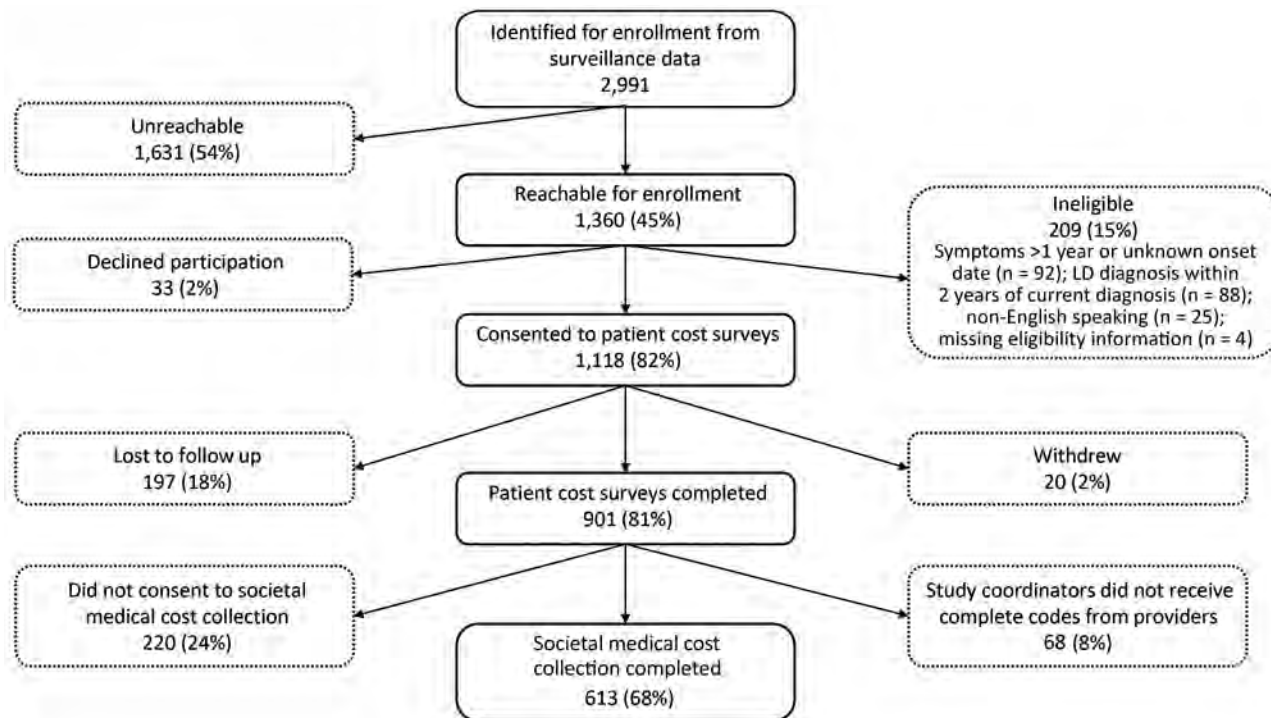 Identified for enrollment from
surveillance data
2,991
Unreachable
1,631 (54%)
Reachable for enrollment
1,360 (45%)
Ineligible
209 (15%)
Symptoms >1 year or unknown onset
date (n = 92); LD diagnosis within
2 years of current diagnosis (n = 88);
non-English speaking (n = 25);
missing eligibility information (n = 4)
Declined participation
33 (2%)
Consented to patient cost surveys
1,118 (82%)
Lost to follow up
197 (18%)
Withdrew
20 (2%)
Patient cost surveys completed
901 (81%)
Did not consent to societal
medical cost collection
220 (24%)
Study coordinators did not receive
complete codes from providers
68 (8%)
Societal medical cost
collection completed
613 (68%)